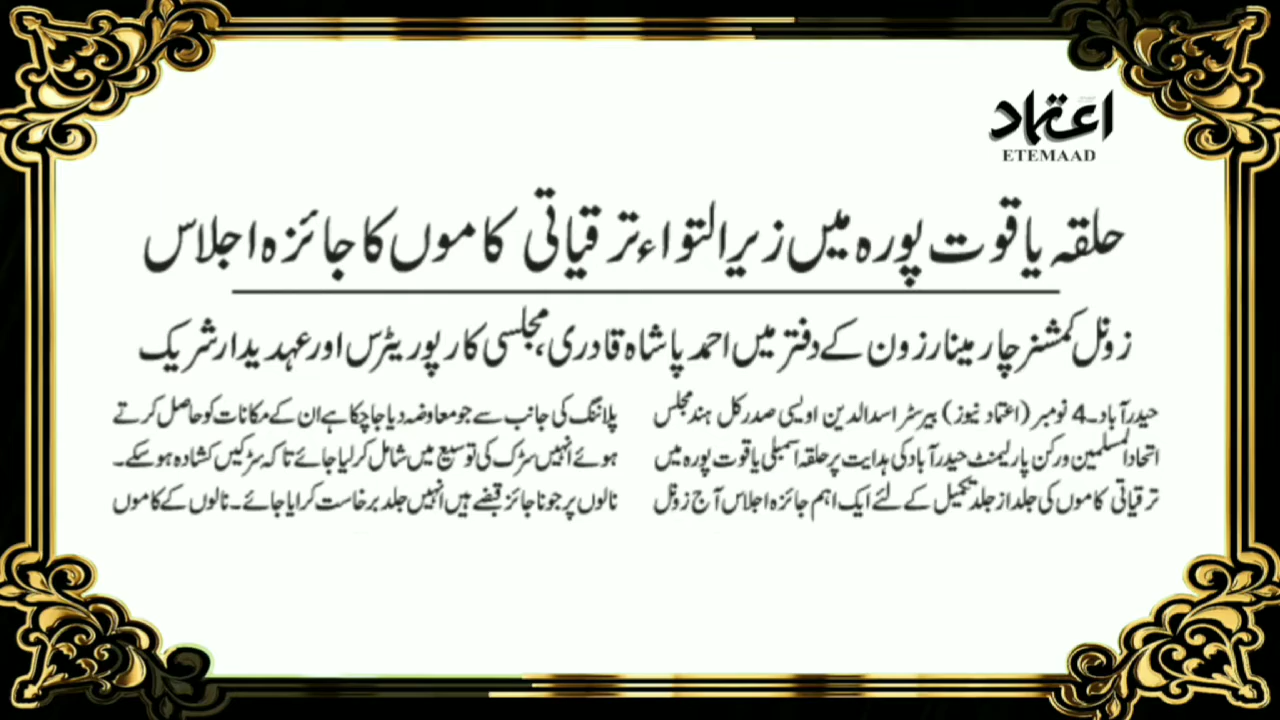 اعتماد
ETEMAAD
حلقہ یاقوت پورہ میں زیر التواء ترقیاتی کاموں کا جائزہ اجلاس
زونل کمشنر چارمینار زون کے دفتر میں احمد پاشاہ قادری، مجلسی کارپوریٹرس اور عہدیدار شریک
حیدرآباد۔4 نومبر (اعتماد نیوز) بیرسٹر اسدالدین اویسی صدر کل ہند مجلس
اتحادالمسلمین ورکن پارلیمنٹ حیدرآباد کی ہدایت پر حلقہ اسمبلی یاقوت پورہ میں
ترقیاتی کاموں کی جلد از جلد تکمیل کے لئے ایک اہم جائزہ اجلاس آج زونل
پلاننگ کی جانب سے جو معاوضہ دیا جاچکا ہے ان کے مکانات کو حاصل کرتے
ہوئے انہیں سڑک کی توسیع میں شامل کرلیا جائے تاکہ سڑکیں کشادہ ہوسکے۔
نالوں پر جو ناجائز قبضے ہیں انہیں جلد برخاست کرایا جائے۔ نالوں کے کاموں